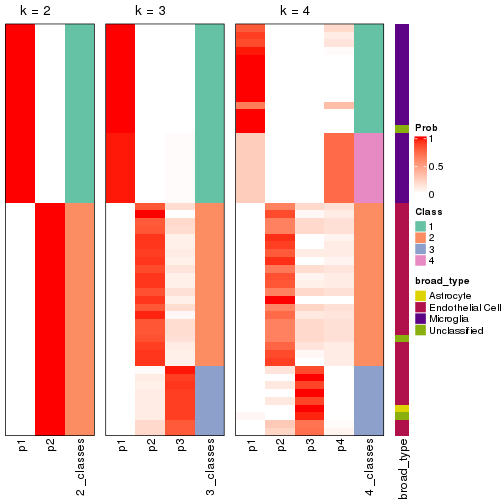 k = 2
k = 3
k = 4
Prob
1
0.5
0
Class
1
2
3
4
broad_type
Astrocyte
Endothelial Cell
Microglia
Unclassified
p1
p2
2_classes
p1
p2
p3
3_classes
p1
p2
p3
p4
4_classes
broad_type